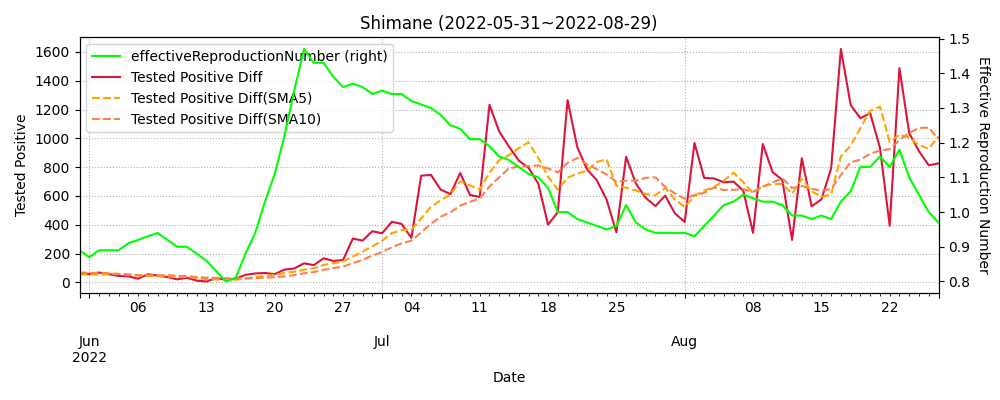 Shimane (2022-05-31~2022-08-29)
effectiveReproductionNumber (right)
Tested Positive Diff
Tested Positive Diff(SMA5)
Tested Positive Diff(SMA10)
Tested Positive
1600
1400
1200
1000
800
600
400
200
0
1.5
1.4
1.3
1.2
1.1
1.0
0.9
0.8
Effective Reproduction Number
06 13 20 27 04 11 18 25 08 15 22
Jun Jul Aug
2022
Date